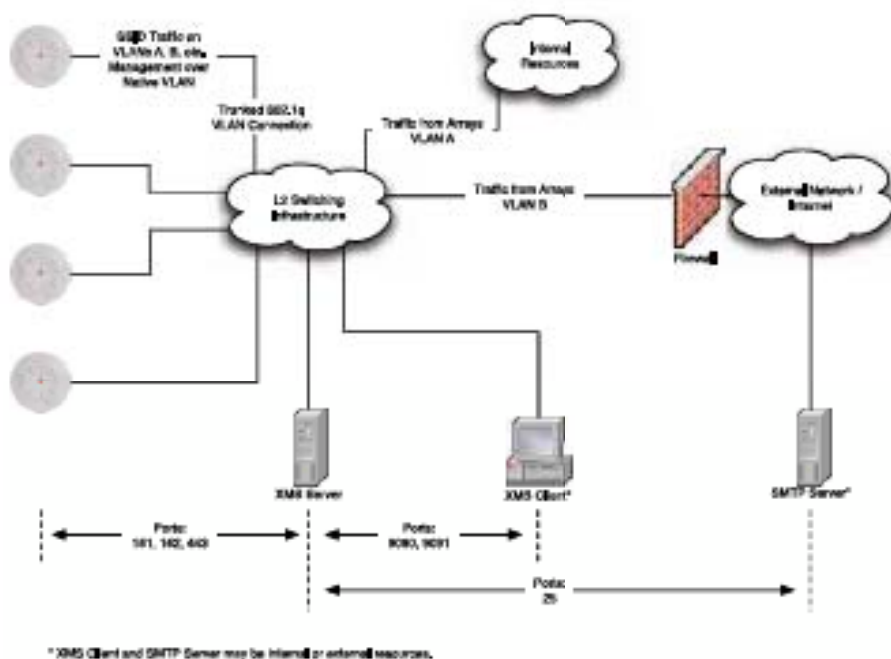 SSID Traffic on
VLANs A, B, etc.
Management over
Native VLAN
Trunked 802.1q
VLAN Connection
Internal
Resources
Traffic from Arrays
VLAN A
L2 Switching
Infrastructure
Traffic from Arrays
VLAN B
External Network /
Internet
Firewall
XMS Server
XMS Client*
SMTP Server*
Ports:
161, 162, 443
Ports:
9090, 9091
Ports:
25
* XMS Client and SMTP Server may be internal or external resources.